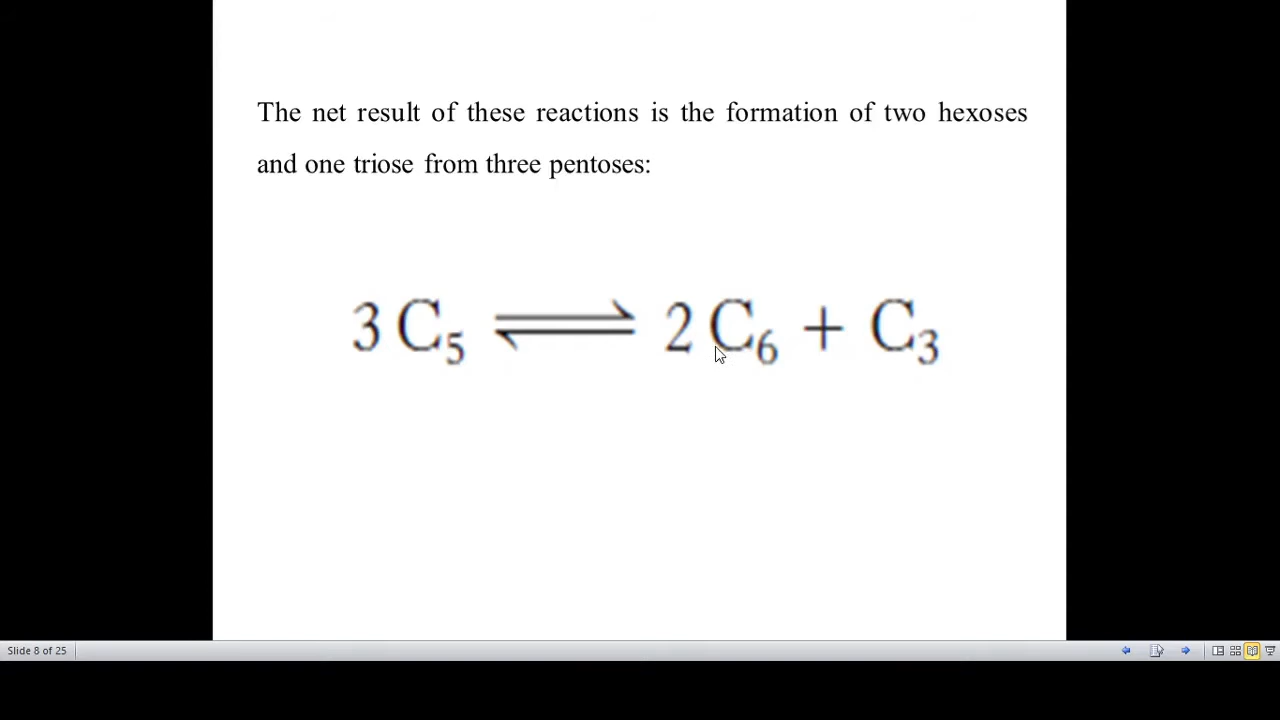 The net result of these reactions is the formation of two hexoses
and one triose from three pentoses:
3 C₅ ⇌ 2 C₆ + C₃
Slide 8 of 25